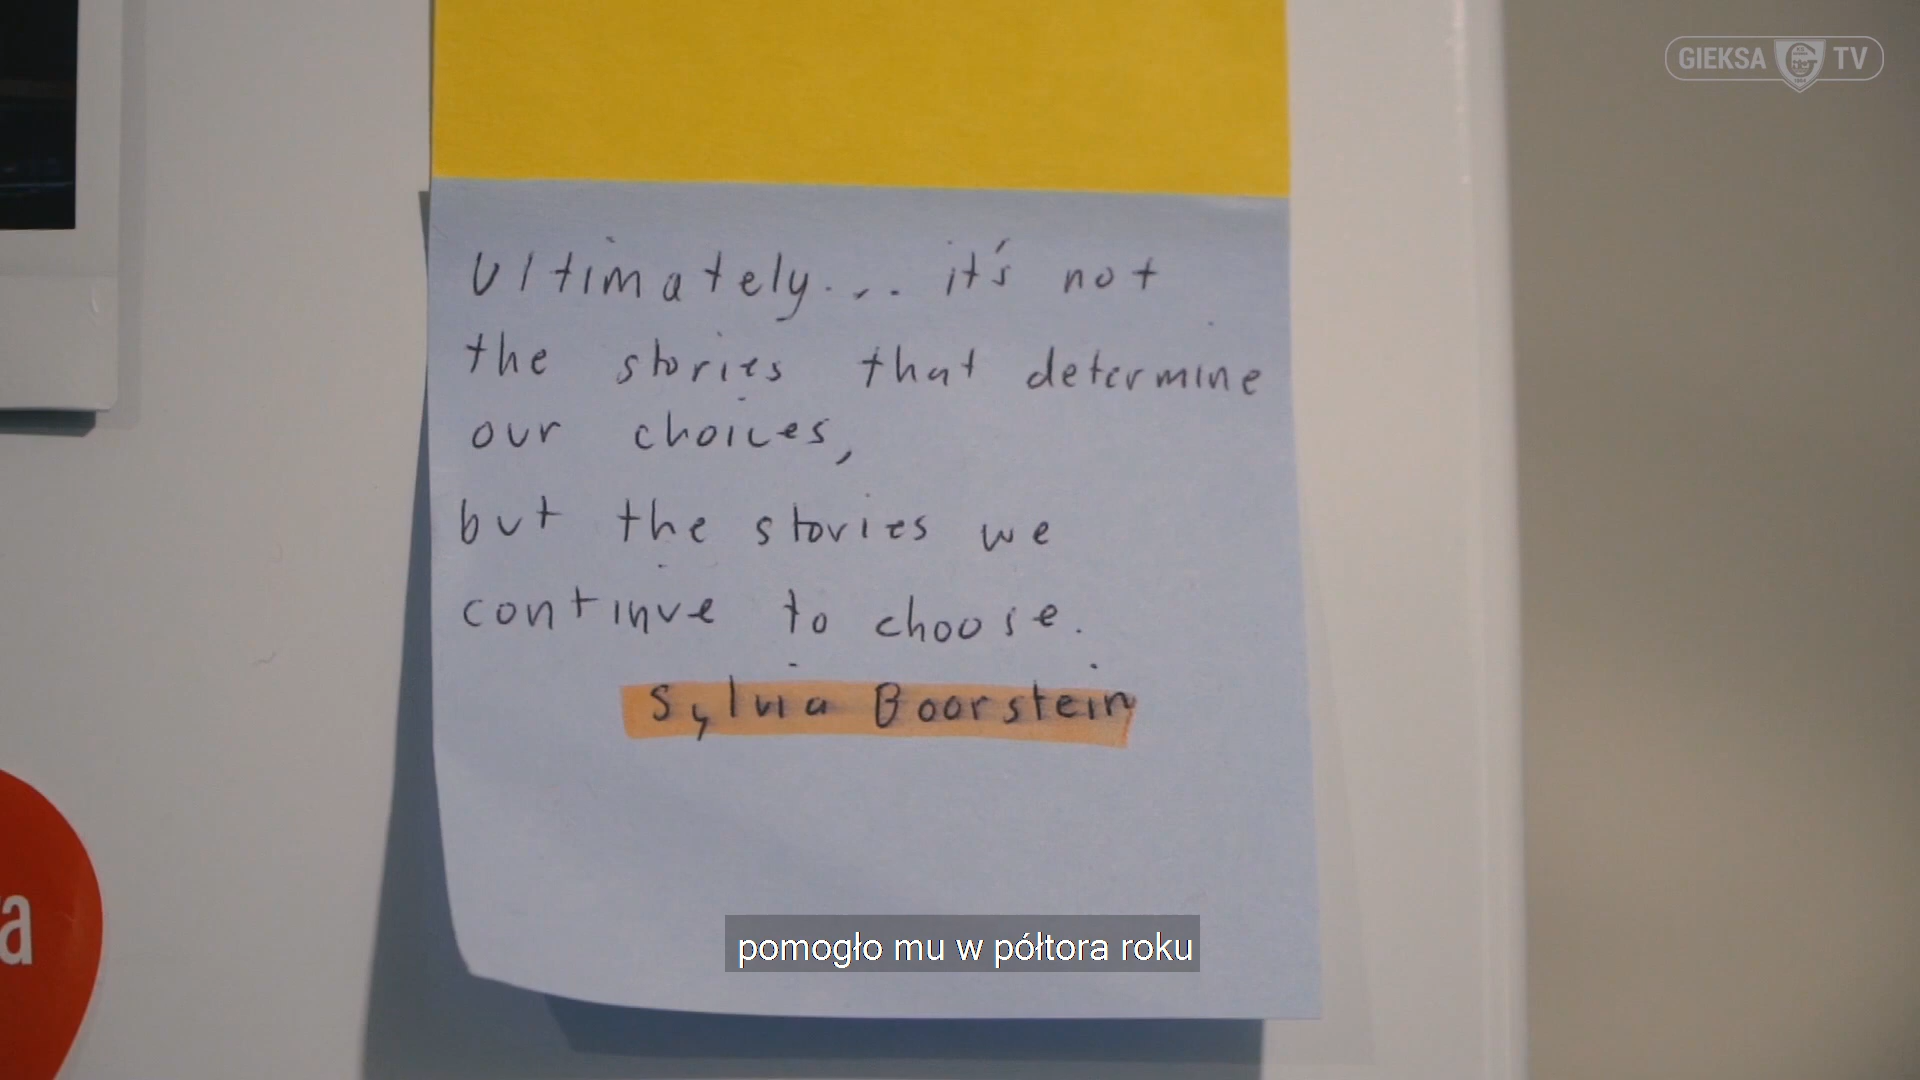 GIEKSA TV
Ultimately... it's not
the stories that determine
our choices,
but the stories we
continue to choose.
Sylvia Boorstein
a
pomogło mu w półtora roku